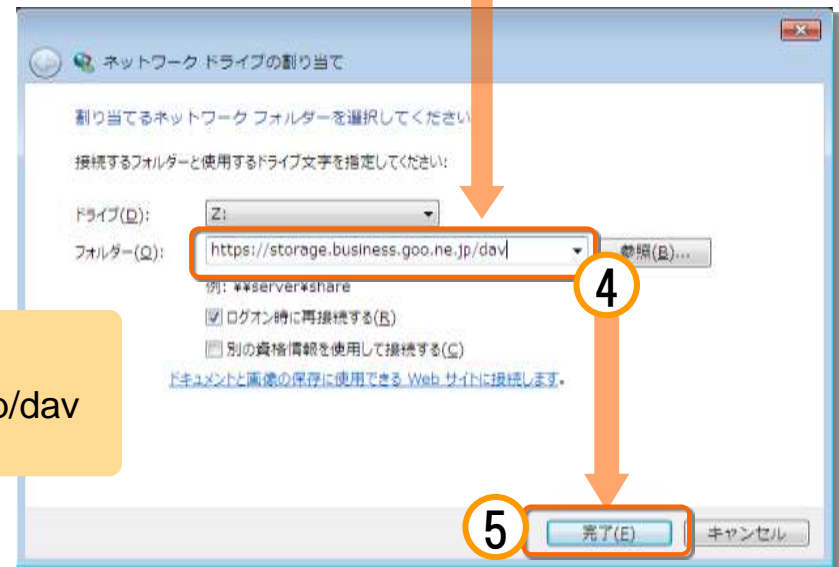 ネットワーク ドライブの割り当て
割り当てるネットワーク フォルダーを選択してください
接続するフォルダーと使用するドライブ文字を指定してください:
ドライブ(D): Z:
フォルダー(O): https://storage.business.goo.ne.jp/dav 参照(B)...
④
例: ¥¥server¥share
ログオン時に再接続する(R)
別の資格情報を使用して接続する(C)
ドキュメントと画像の保存に使用できる Web サイトに接続します。
/dav
⑤ 完了(E) キャンセル